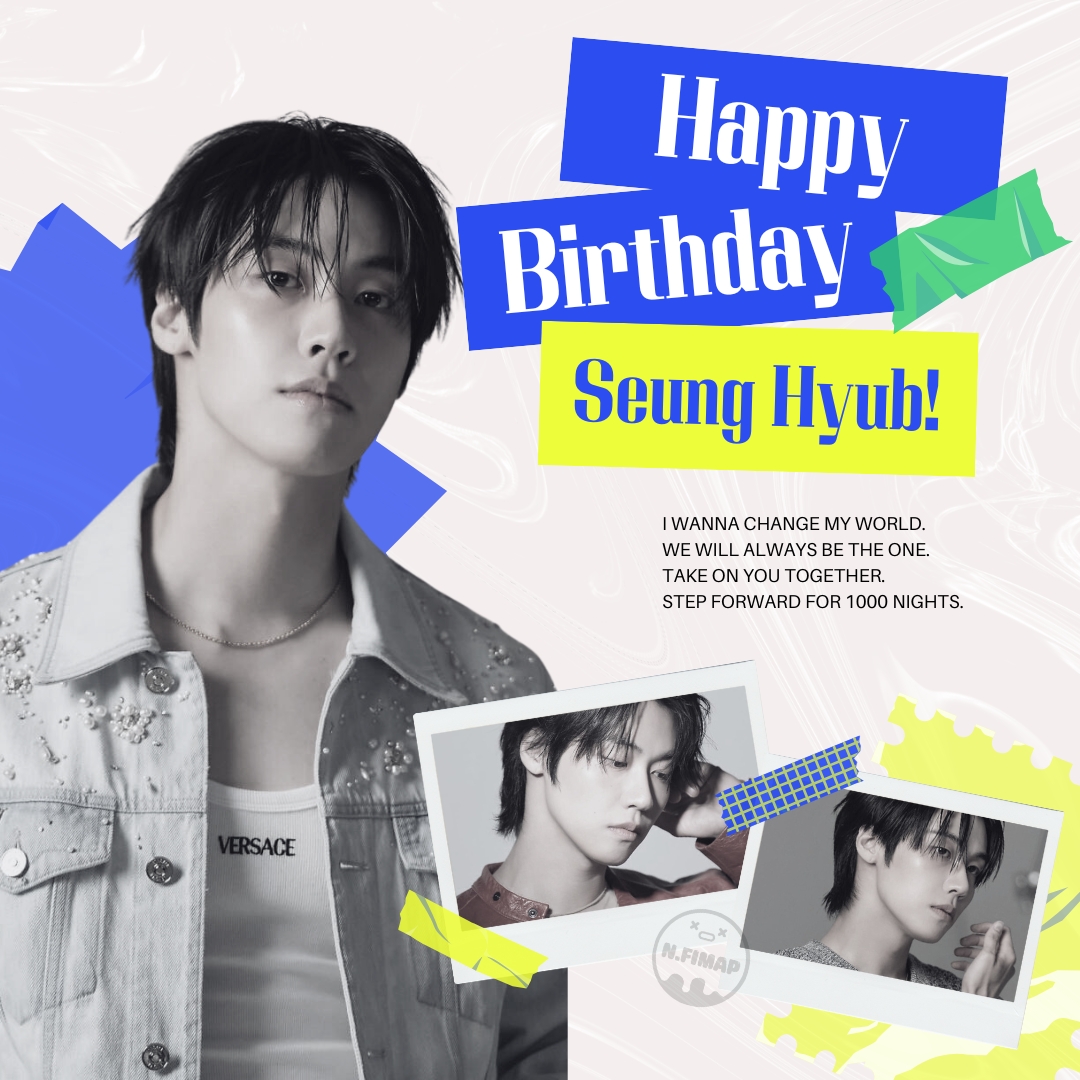 Happy
Birthday
Seung Hyub!
I WANNA CHANGE MY WORLD.
WE WILL ALWAYS BE THE ONE.
TAKE ON YOU TOGETHER.
STEP FORWARD FOR 1000 NIGHTS.
VERSACE
N.FIMAP